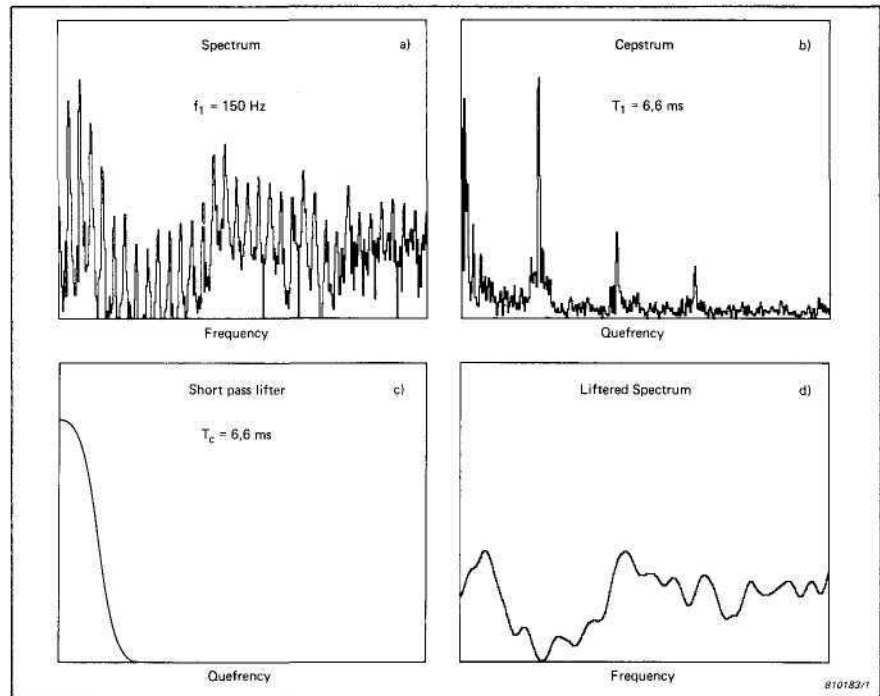 Spectrum a)
f₁ = 150 Hz
Frequency
Cepstrum b)
T₁ = 6,6 ms
Quefrency
Short pass lifter c)
T_c = 6,6 ms
Quefrency
Liftered Spectrum d)
Frequency
810183/1